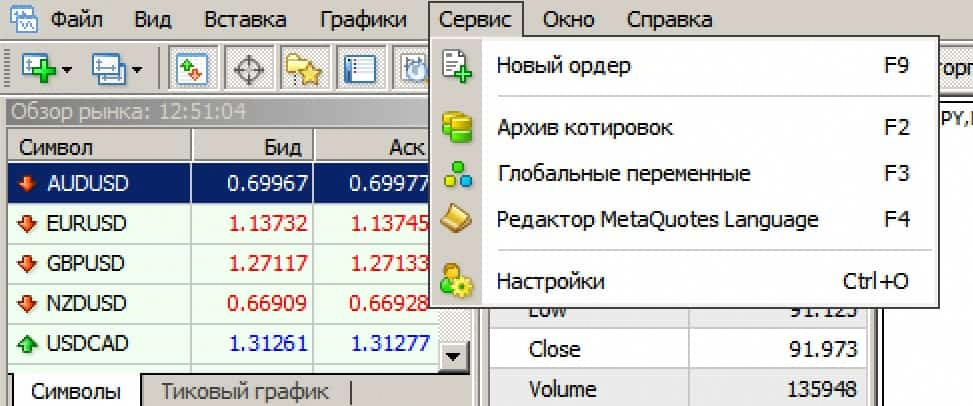 Файл Вид Вставка Графики Сервис Окно Справка
Новый ордер F9
Архив котировок F2
Глобальные переменные F3
Редактор MetaQuotes Language F4
Настройки Ctrl+O
Обзор рынка: 12:51:04
Символ Бид Аск
AUDUSD 0.69967 0.69977
EURUSD 1.13732 1.13745
GBPUSD 1.27117 1.27133
NZDUSD 0.66909 0.66928
USDCAD 1.31261 1.31277
Символы Тиковый график
Low 91.125
Close 91.973
Volume 135948